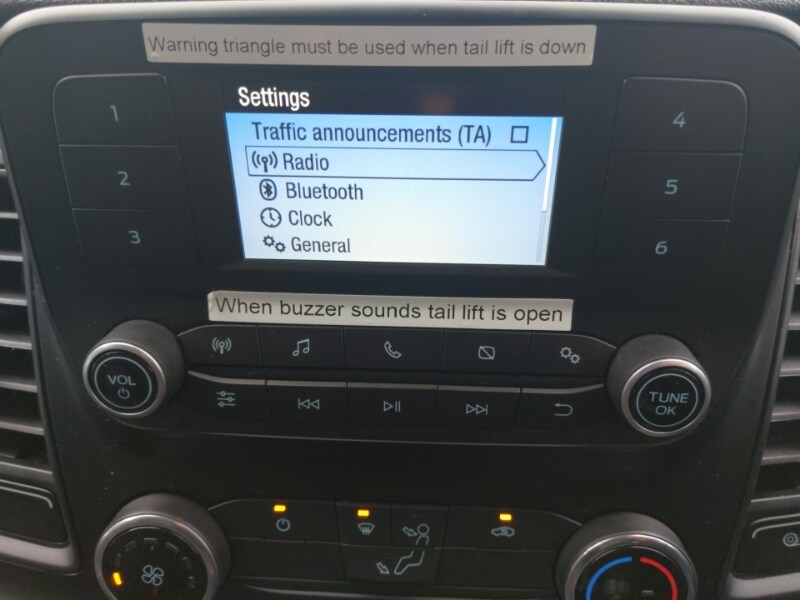 Warning triangle must be used when tail lift is down
Settings
Traffic announcements (TA)
Radio
Bluetooth
Clock
General
1
2
3
4
5
6
When buzzer sounds tail lift is open
VOL
TUNE
OK